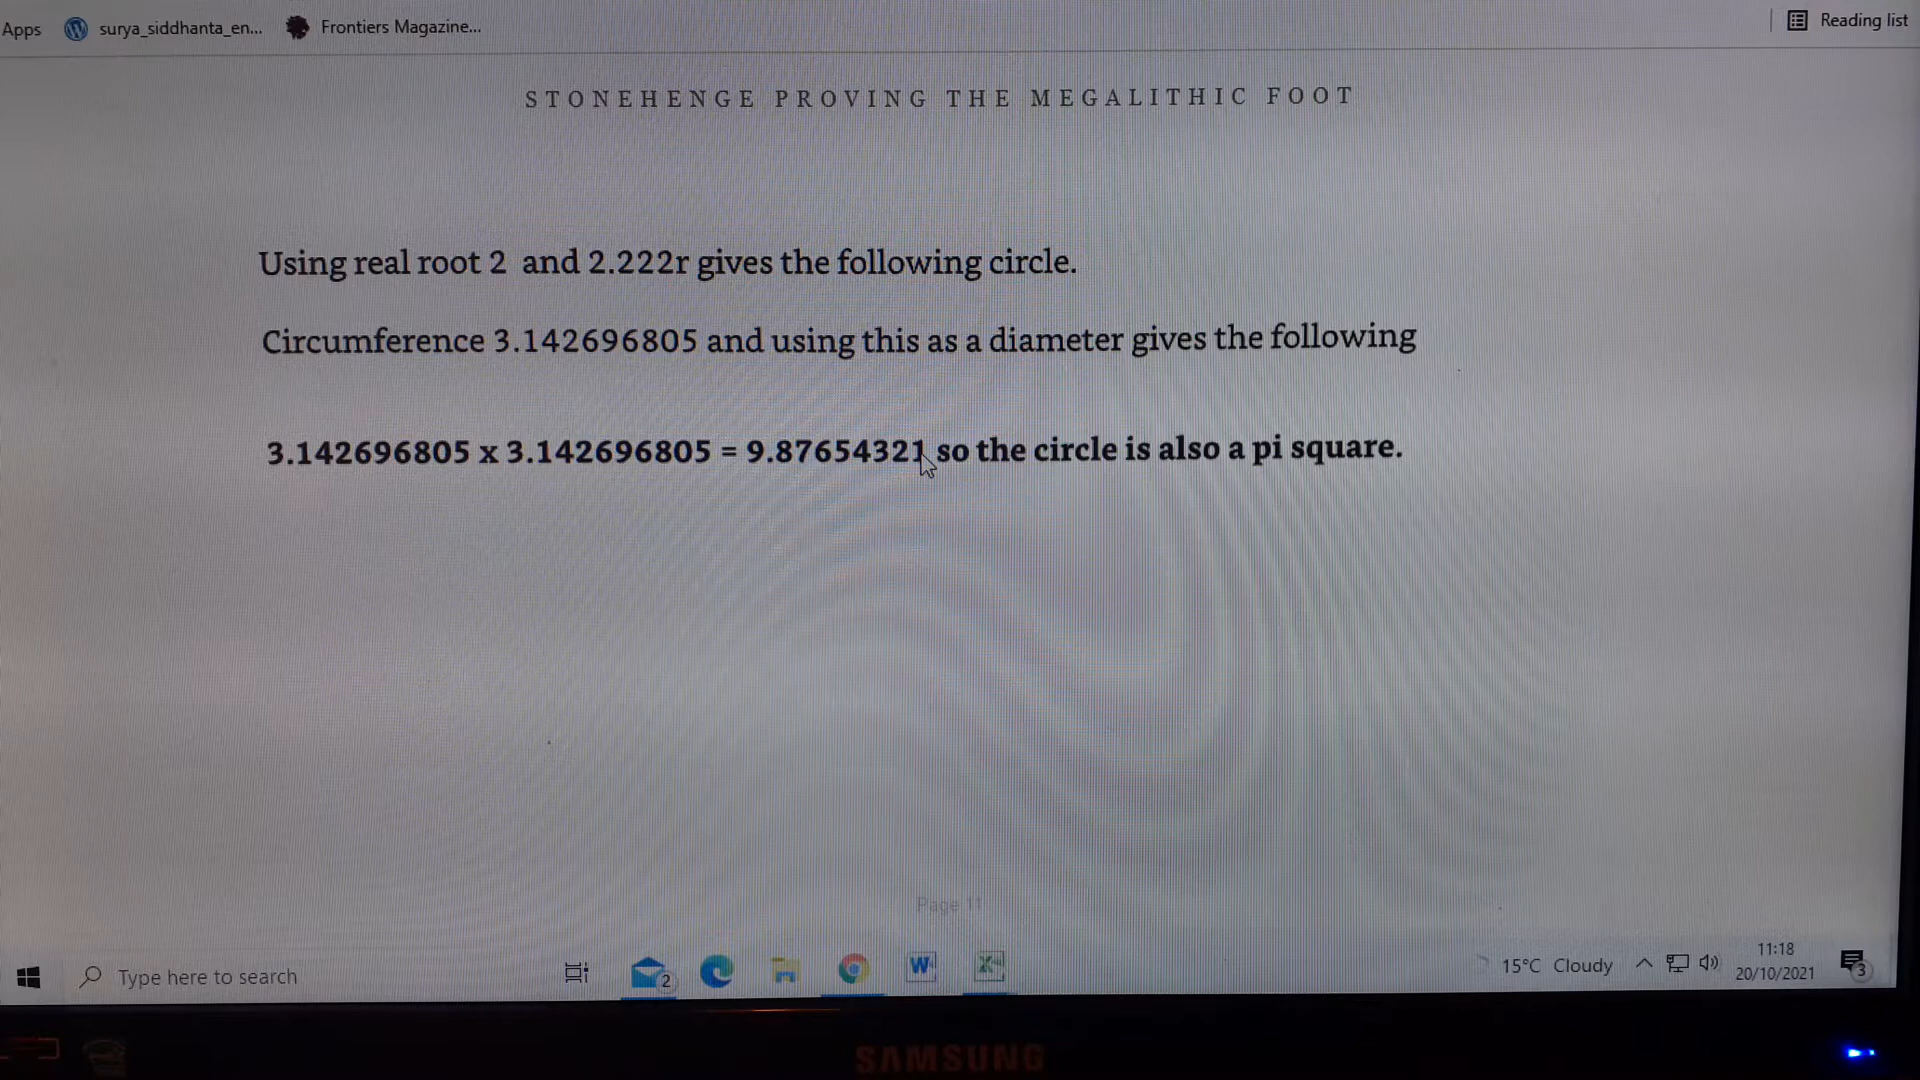 Apps surya_siddhanta_en... Frontiers Magazine... Reading list
STONEHENGE PROVING THE MEGALITHIC FOOT
Using real root 2 and 2.222r gives the following circle.
Circumference 3.142696805 and using this as a diameter gives the following
3.142696805 x 3.142696805 = 9.87654321 so the circle is also a pi square.
Page 11
Type here to search 2 W X 15°C Cloudy 11:18
20/10/2021 3
SAMSUNG